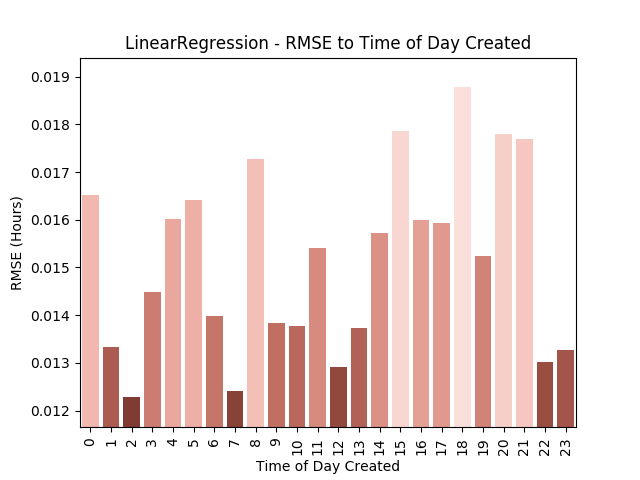 LinearRegression - RMSE to Time of Day Created
RMSE (Hours)
0.019
0.018
0.017
0.016
0.015
0.014
0.013
0.012
0 1 2 3 4 5 6 7 8 9 10 11 12 13 14 15 16 17 18 19 20 21 22 23
Time of Day Created